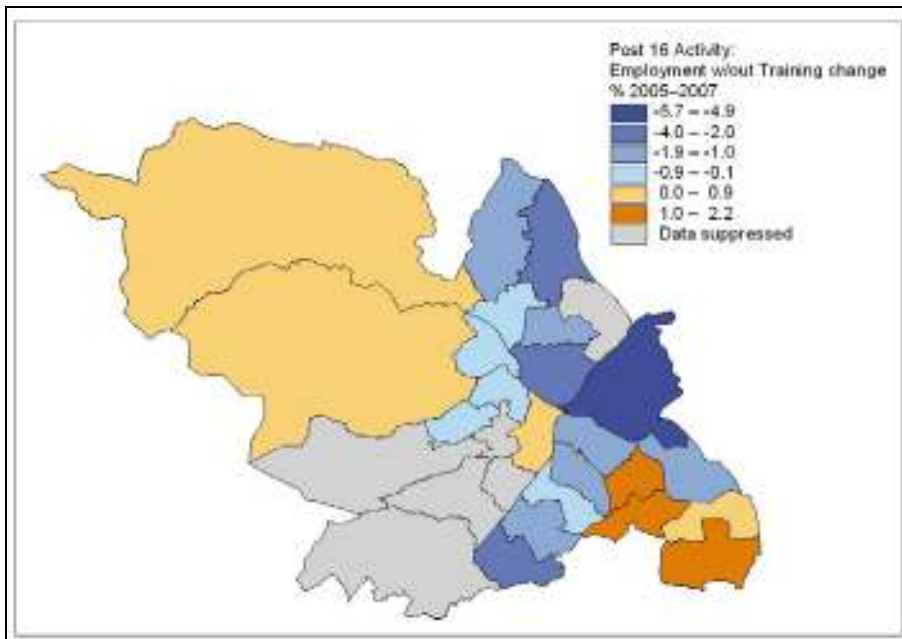 Post 16 Activity:
Employment w/out Training change
% 2005–2007
-5.7 – -4.9
-4.0 – -2.0
-1.9 – -1.0
-0.9 – -0.1
0.0 – 0.9
1.0 – 2.2
Data suppressed